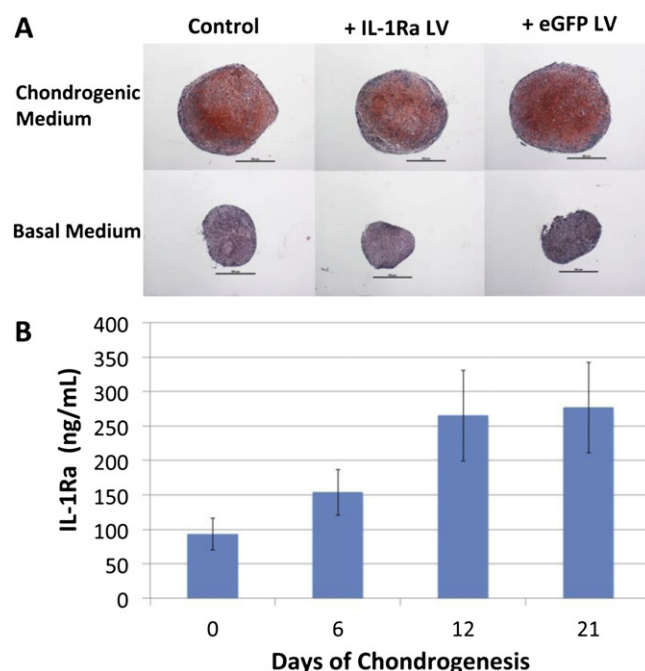 A
Control
+ IL-1Ra LV
+ eGFP LV
Chondrogenic
Medium
Basal Medium
B
IL-1Ra (ng/mL)
400
350
300
250
200
150
100
50
0
0 6 12 21
Days of Chondrogenesis